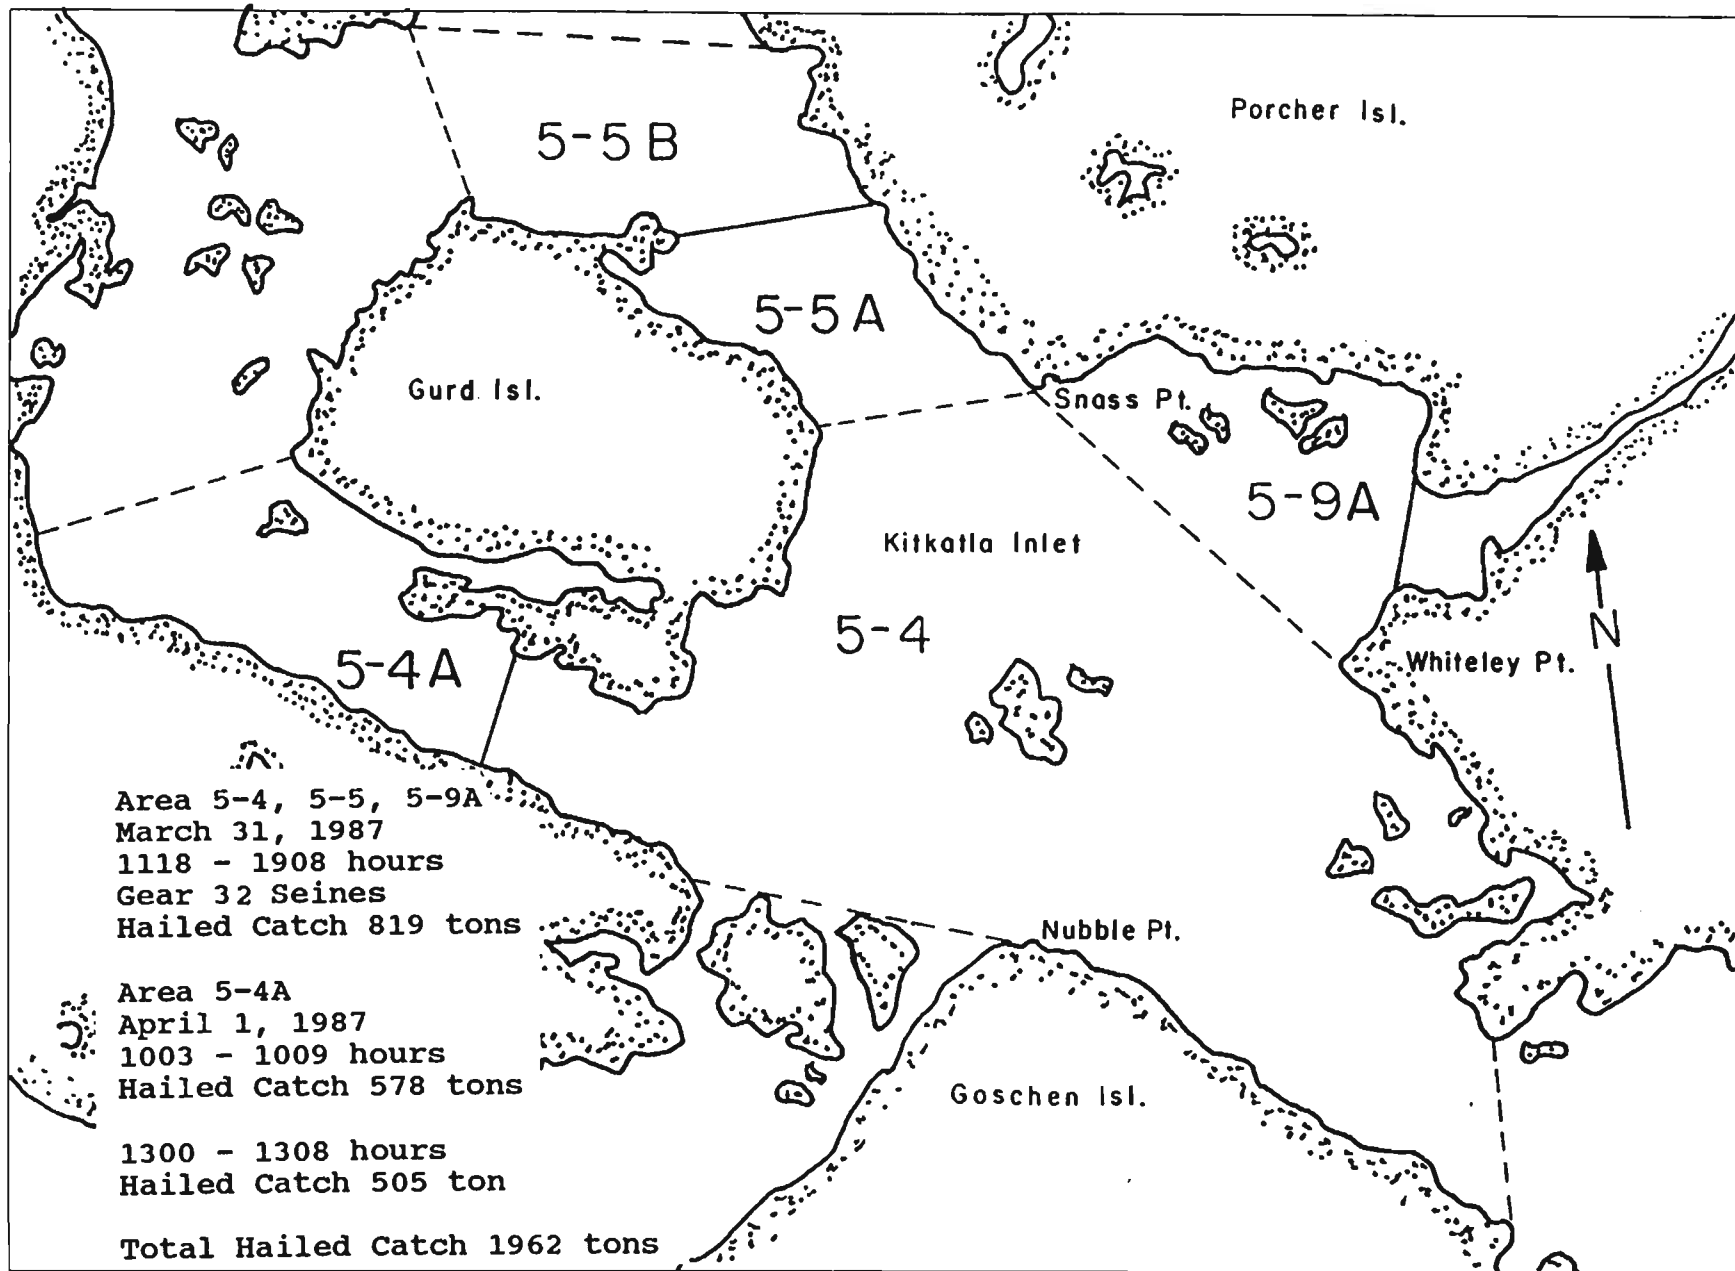 Porcher Isl.
5-5B
5-5A
Gurd Isl.
Snass Pt.
5-9A
Kitkatla Inlet
5-4
N
5-4A
Whiteley Pt.
Area 5-4, 5-5, 5-9A
March 31, 1987
1118 - 1908 hours
Gear 32 Seines
Hailed Catch 819 tons
Nubble Pt.
Area 5-4A
April 1, 1987
1003 - 1009 hours
Hailed Catch 578 tons
Goschen Isl.
1300 - 1308 hours
Hailed Catch 505 ton
Total Hailed Catch 1962 tons